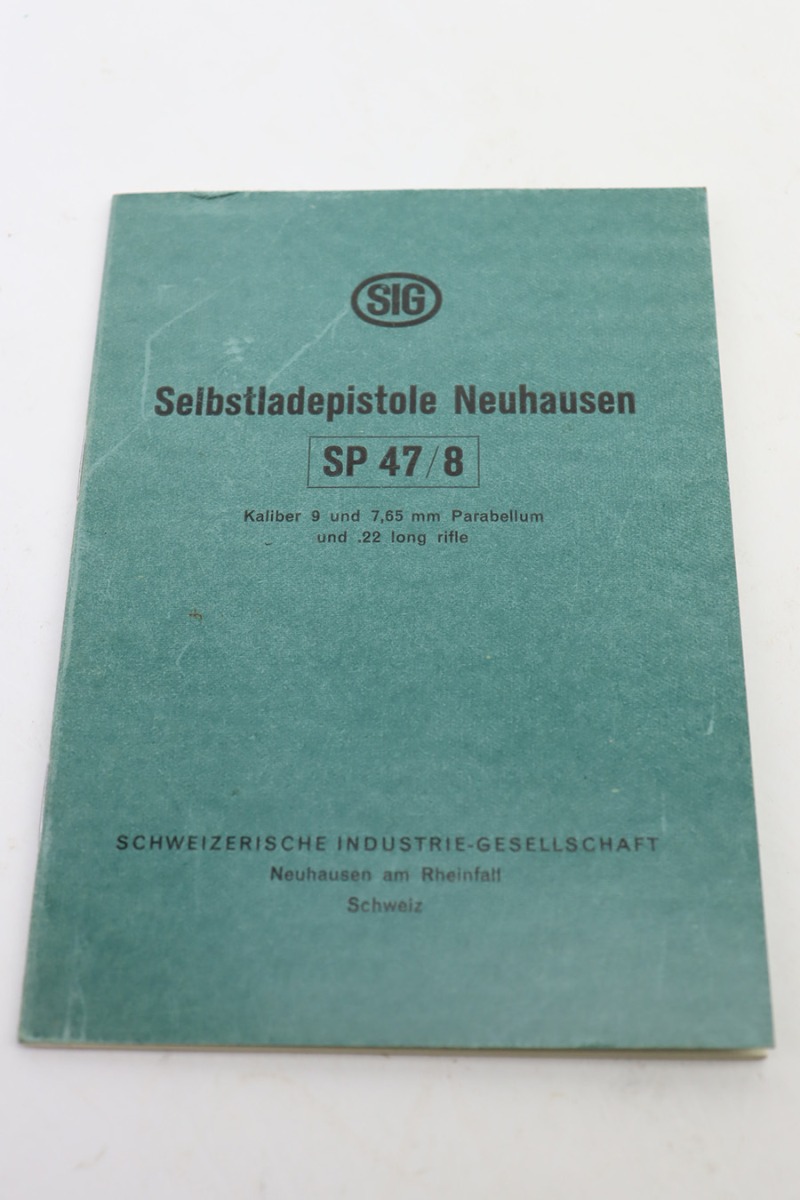 SIG
Selbstladepistole Neuhausen
SP 47/8
Kaliber 9 und 7,65 mm Parabellum
und .22 long rifle
SCHWEIZERISCHE INDUSTRIE-GESELLSCHAFT
Neuhausen am Rheinfall
Schweiz